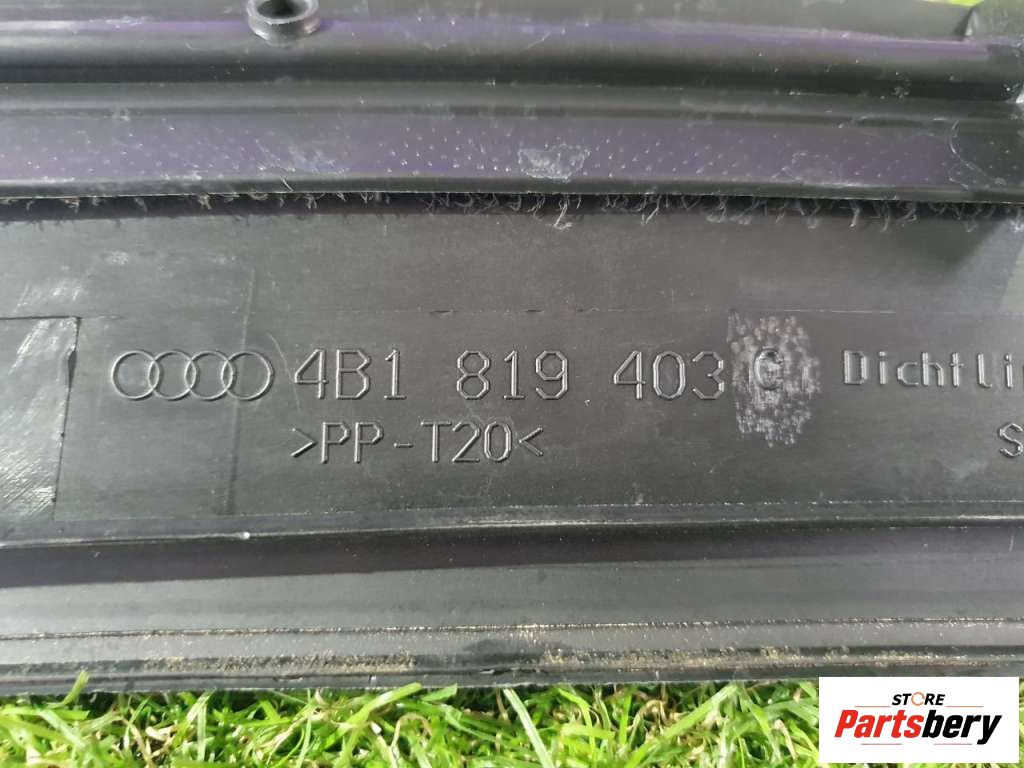 4B1 819 403 C Dichtli
>PP-T20< S
STORE
Partsbery